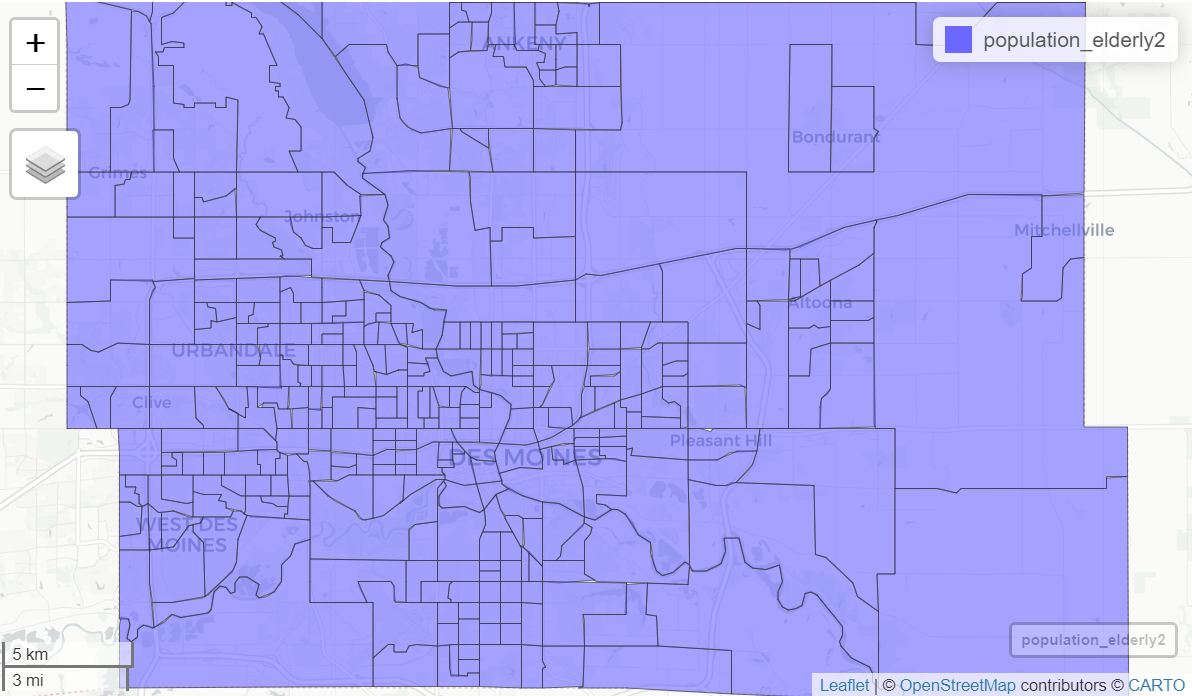 +
−
population_elderly2
ANKENY
Bondurant
Grimes
Johnston
Mitchellville
Altoona
URBANDALE
Clive
Pleasant Hill
DES MOINES
WEST DES
MOINES
population_elderly2
5 km
3 mi
Leaflet | © OpenStreetMap contributors © CARTO